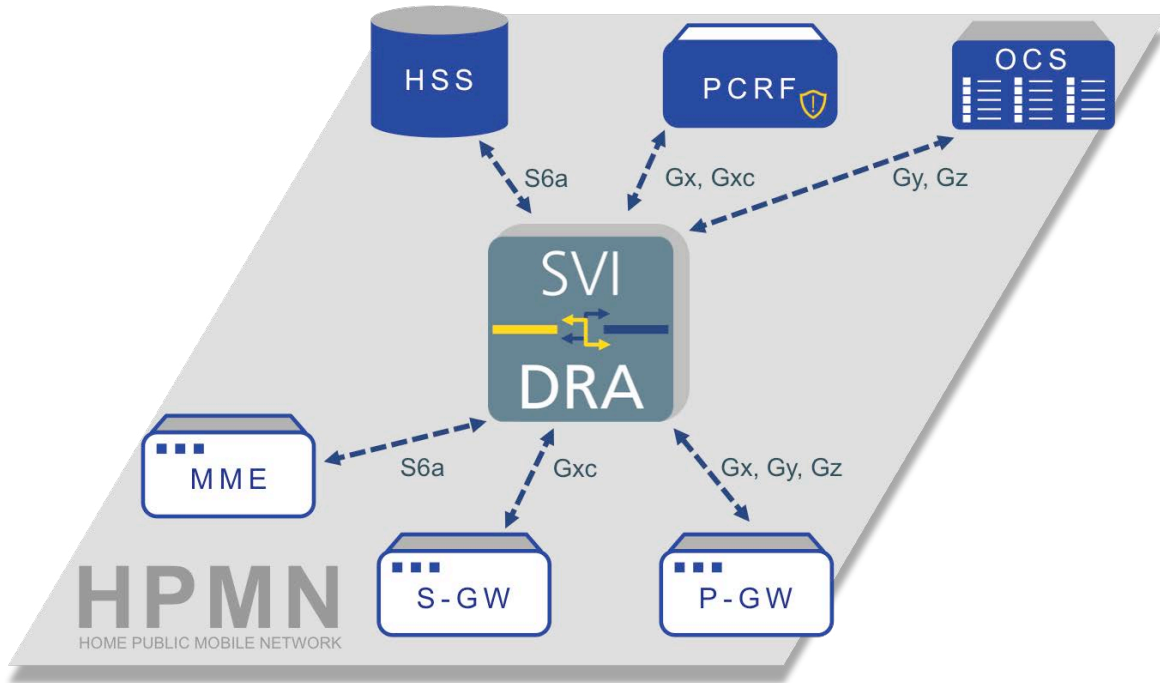 HSS
PCRF
OCS
S6a
Gx, Gxc
Gy, Gz
SVI
DRA
MME
S6a
Gxc
Gx, Gy, Gz
S-GW
P-GW
HPMN
HOME PUBLIC MOBILE NETWORK